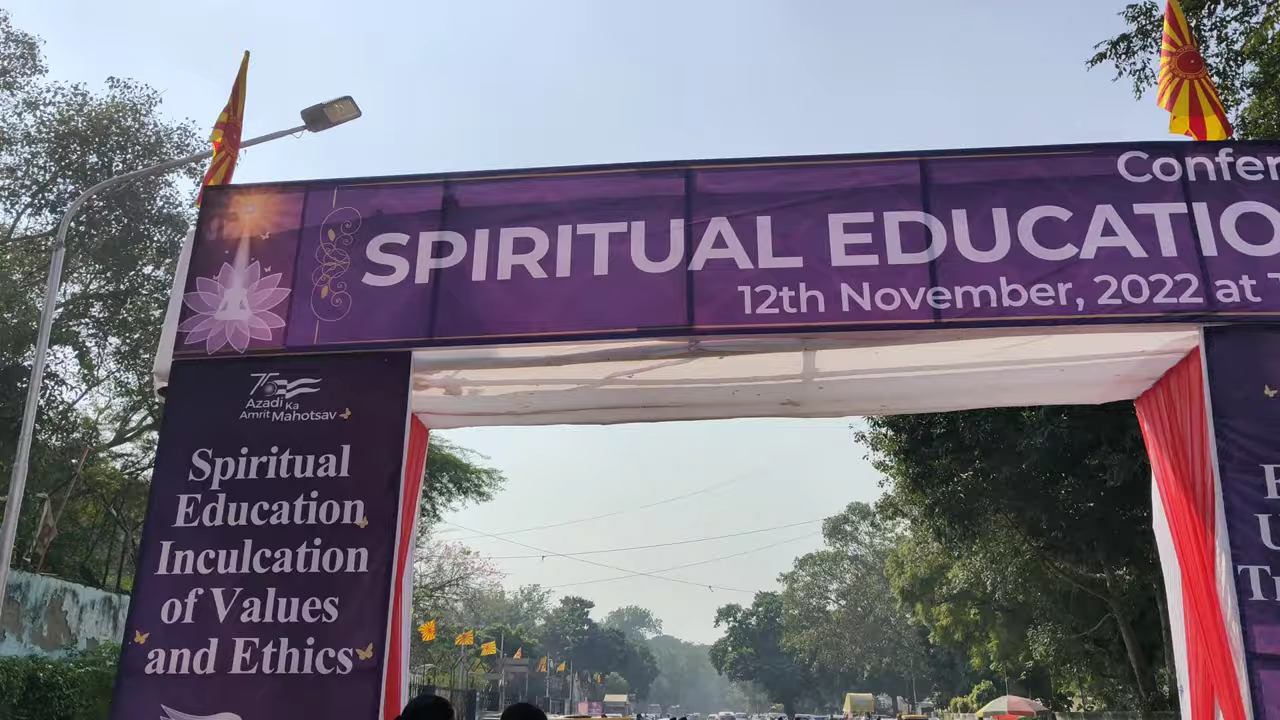 Confer
SPIRITUAL EDUCATIO
12th November, 2022 at T
75
Azadi Ka
Amrit Mahotsav
Spiritual
Education
Inculcation
of Values
and Ethics
E
U
Tr